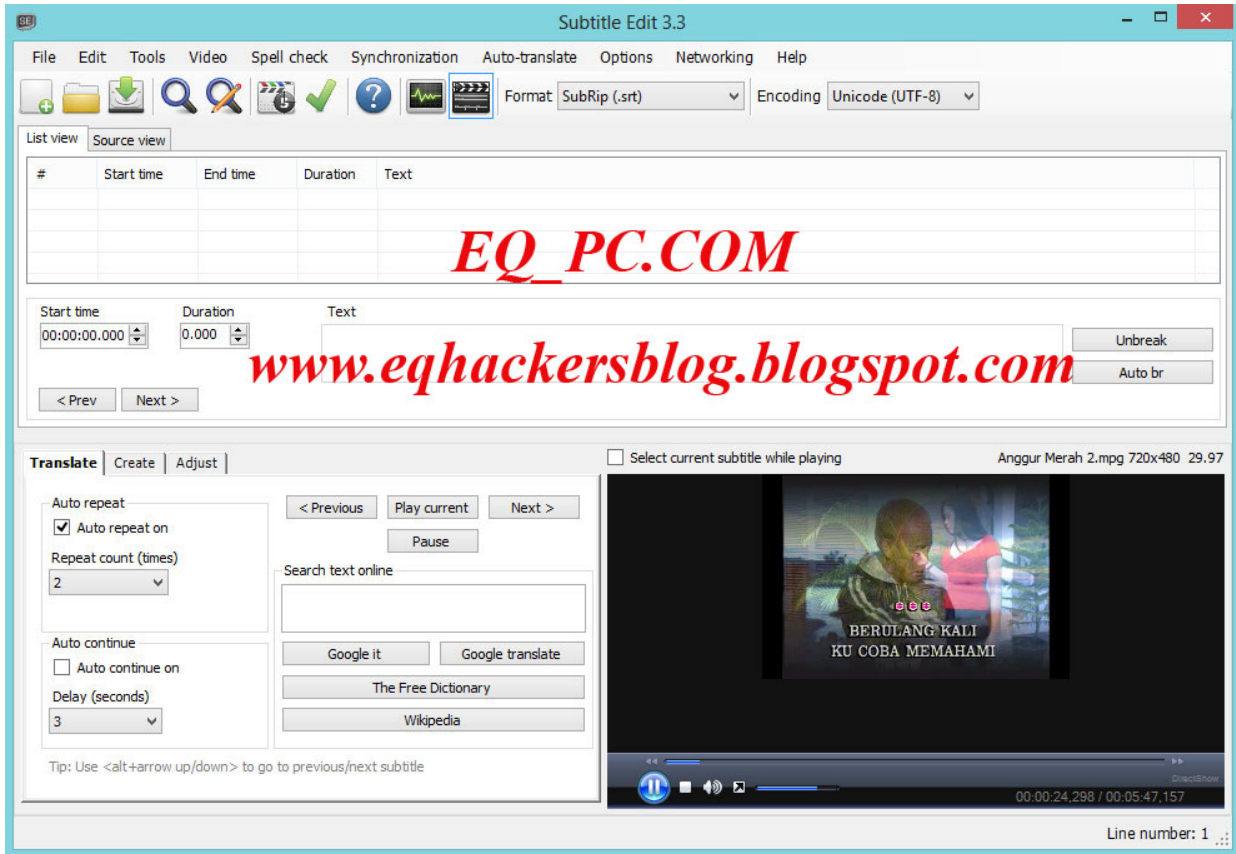 SE
Subtitle Edit 3.3
File Edit Tools Video Spell check Synchronization Auto-translate Options Networking Help
Format SubRip (.srt) Encoding Unicode (UTF-8)
List view Source view
# Start time End time Duration Text
EQ_PC.COM
Start time Duration Text
00:00:00.000 0.000
Unbreak
www.eqhackersblog.blogspot.com
Auto br
< Prev Next >
Translate Create Adjust
Select current subtitle while playing Anggur Merah 2.mpg 720x480 29.97
Auto repeat
Auto repeat on
Repeat count (times)
2
< Previous Play current Next >
Pause
Search text online
Auto continue
Auto continue on
Delay (seconds)
3
Google it Google translate
The Free Dictionary
Wikipedia
Tip: Use <alt+arrow up/down> to go to previous/next subtitle
BERULANG KALI
KU COBA MEMAHAMI
DirectShow
00:00:24,298 / 00:05:47,157
Line number: 1